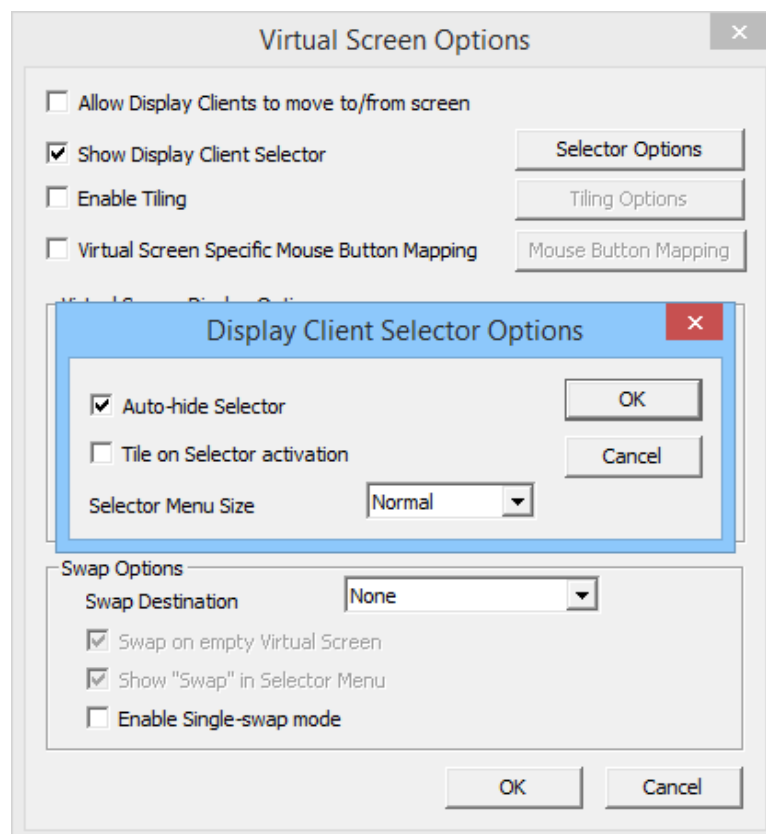 Virtual Screen Options
Allow Display Clients to move to/from screen
Show Display Client Selector
Selector Options
Enable Tiling
Tiling Options
Virtual Screen Specific Mouse Button Mapping
Mouse Button Mapping
Display Client Selector Options
Auto-hide Selector
OK
Tile on Selector activation
Cancel
Selector Menu Size
Normal
Swap Options
Swap Destination
None
Swap on empty Virtual Screen
Show "Swap" in Selector Menu
Enable Single-swap mode
OK
Cancel